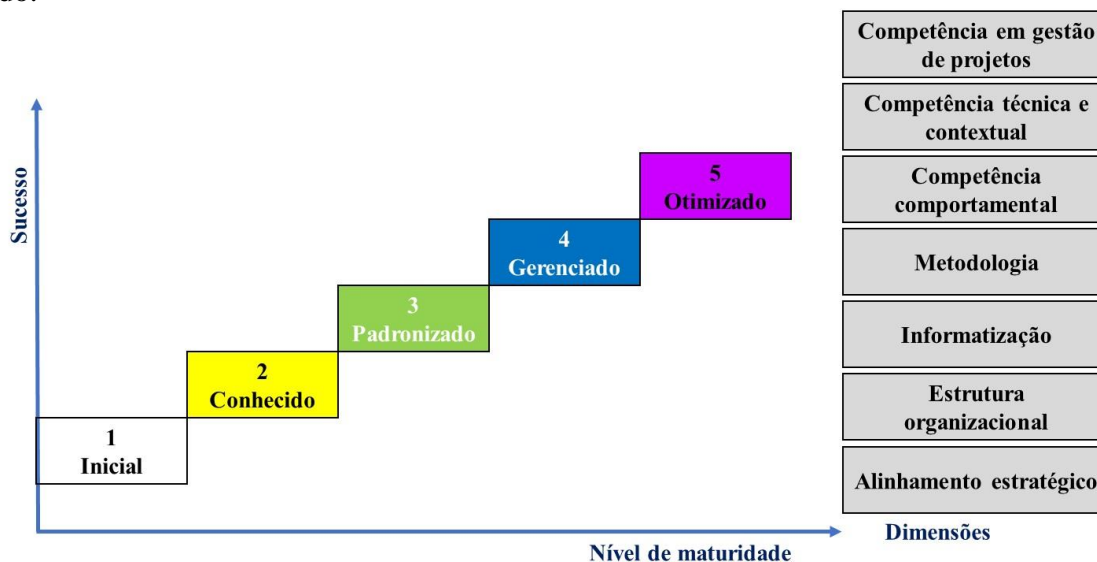 Competência em gestão
de projetos
Competência técnica e
contextual
Competência
comportamental
Metodologia
Informatização
Estrutura
organizacional
Alinhamento estratégico
Dimensões
Sucesso
5
Otimizado
4
Gerenciado
3
Padronizado
2
Conhecido
1
Inicial
Nível de maturidade